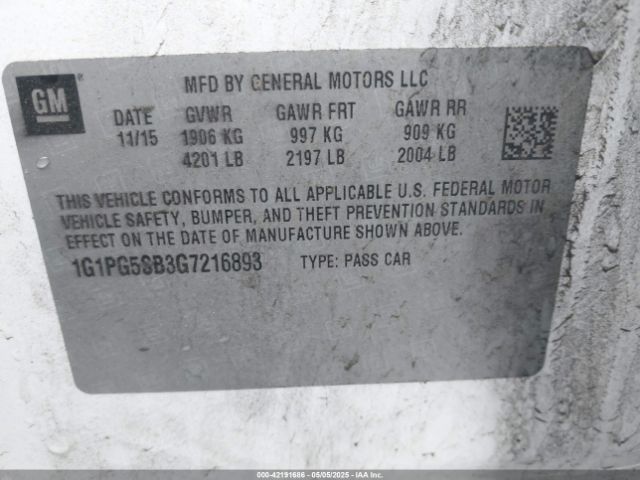 GM
MFD BY GENERAL MOTORS LLC
DATE GVWR GAWR FRT GAWR RR
11/15 1906 KG 997 KG 909 KG
4201 LB 2197 LB 2004 LB
THIS VEHICLE CONFORMS TO ALL APPLICABLE U.S. FEDERAL MOTOR
VEHICLE SAFETY, BUMPER, AND THEFT PREVENTION STANDARDS IN
EFFECT ON THE DATE OF MANUFACTURE SHOWN ABOVE.
1G1PG5SB3G7216893 TYPE: PASS CAR
000-42191686 - 05/05/2025 - IAA Inc.